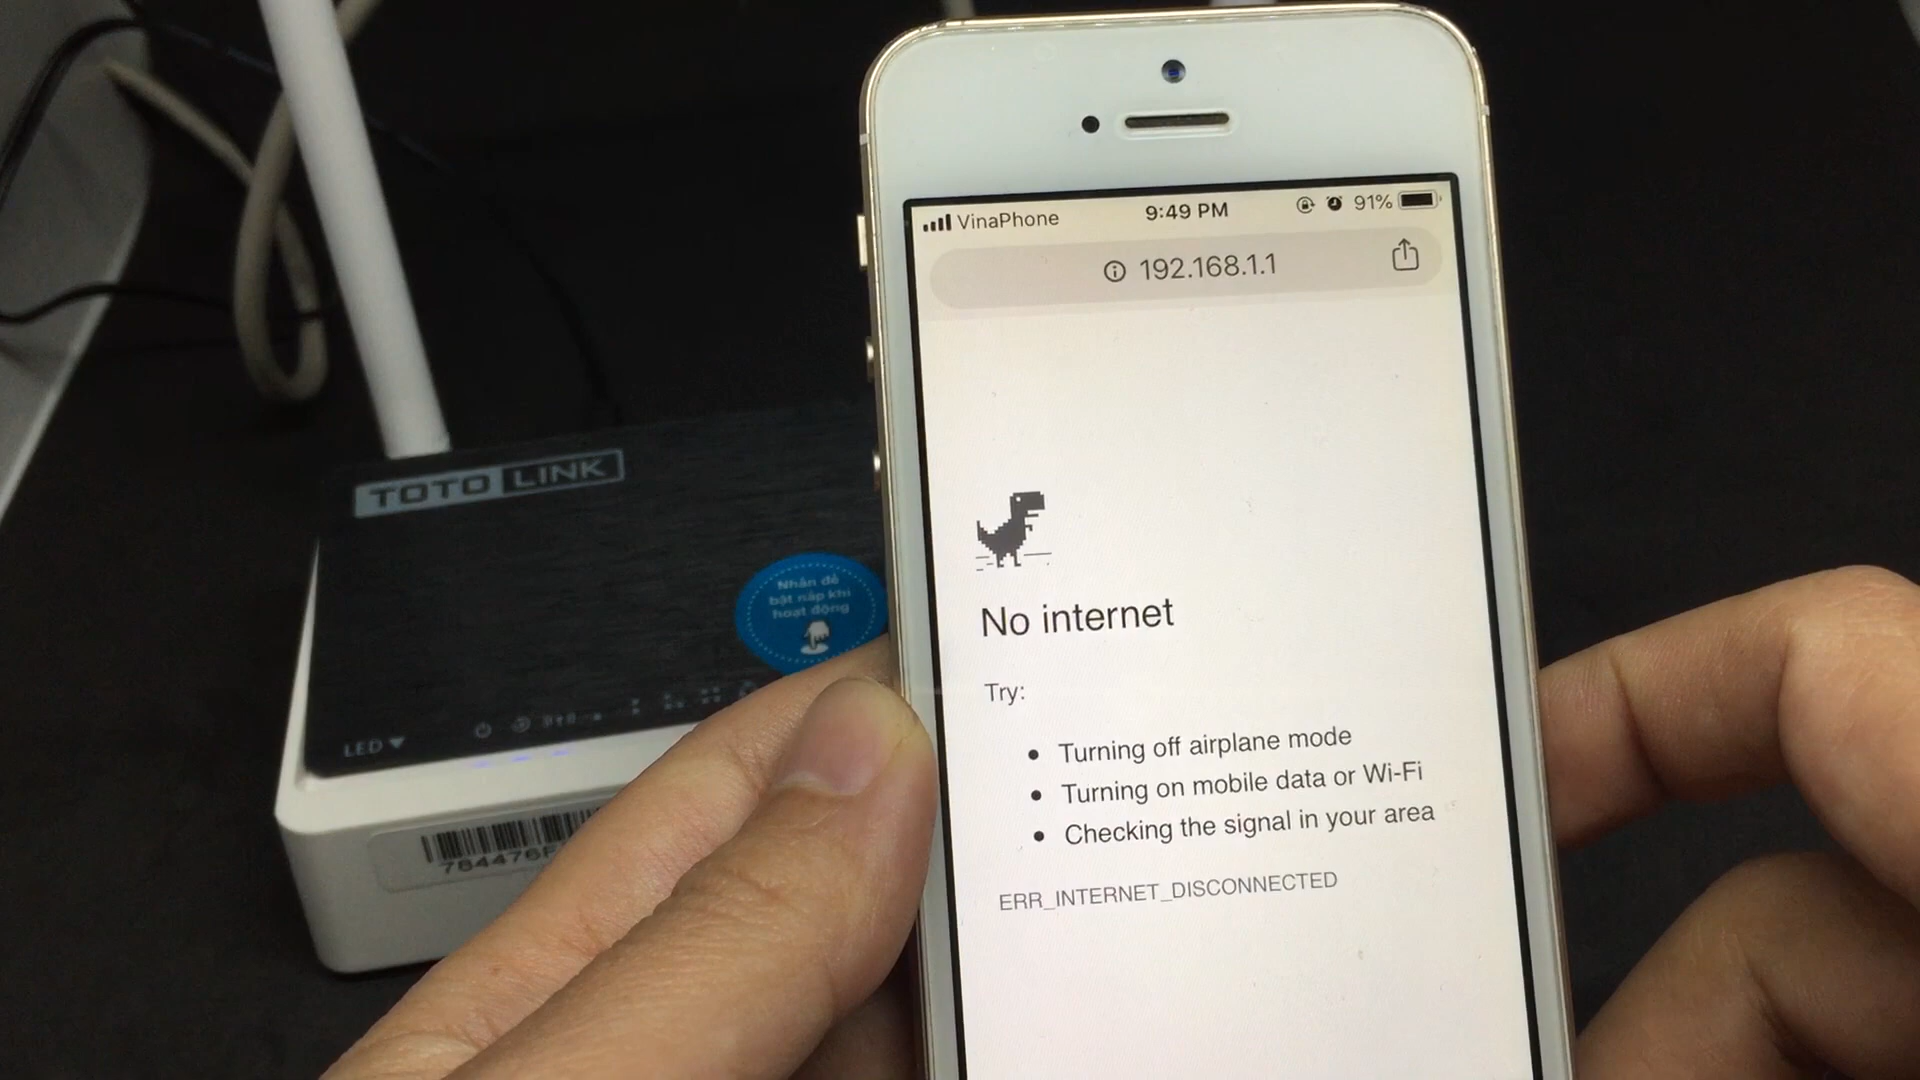 VinaPhone 9:49 PM 91%
192.168.1.1
No internet
Try:
Turning off airplane mode
Turning on mobile data or Wi-Fi
Checking the signal in your area
ERR_INTERNET_DISCONNECTED
TOTO LINK
Nhấn để
bật nắp khi
hoạt động
LED
784476